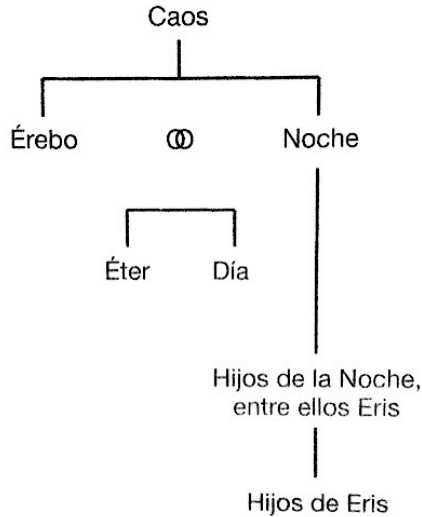 Caos
Érebo
Noche
Éter
Día
Hijos de la Noche,
entre ellos Eris
Hijos de Eris